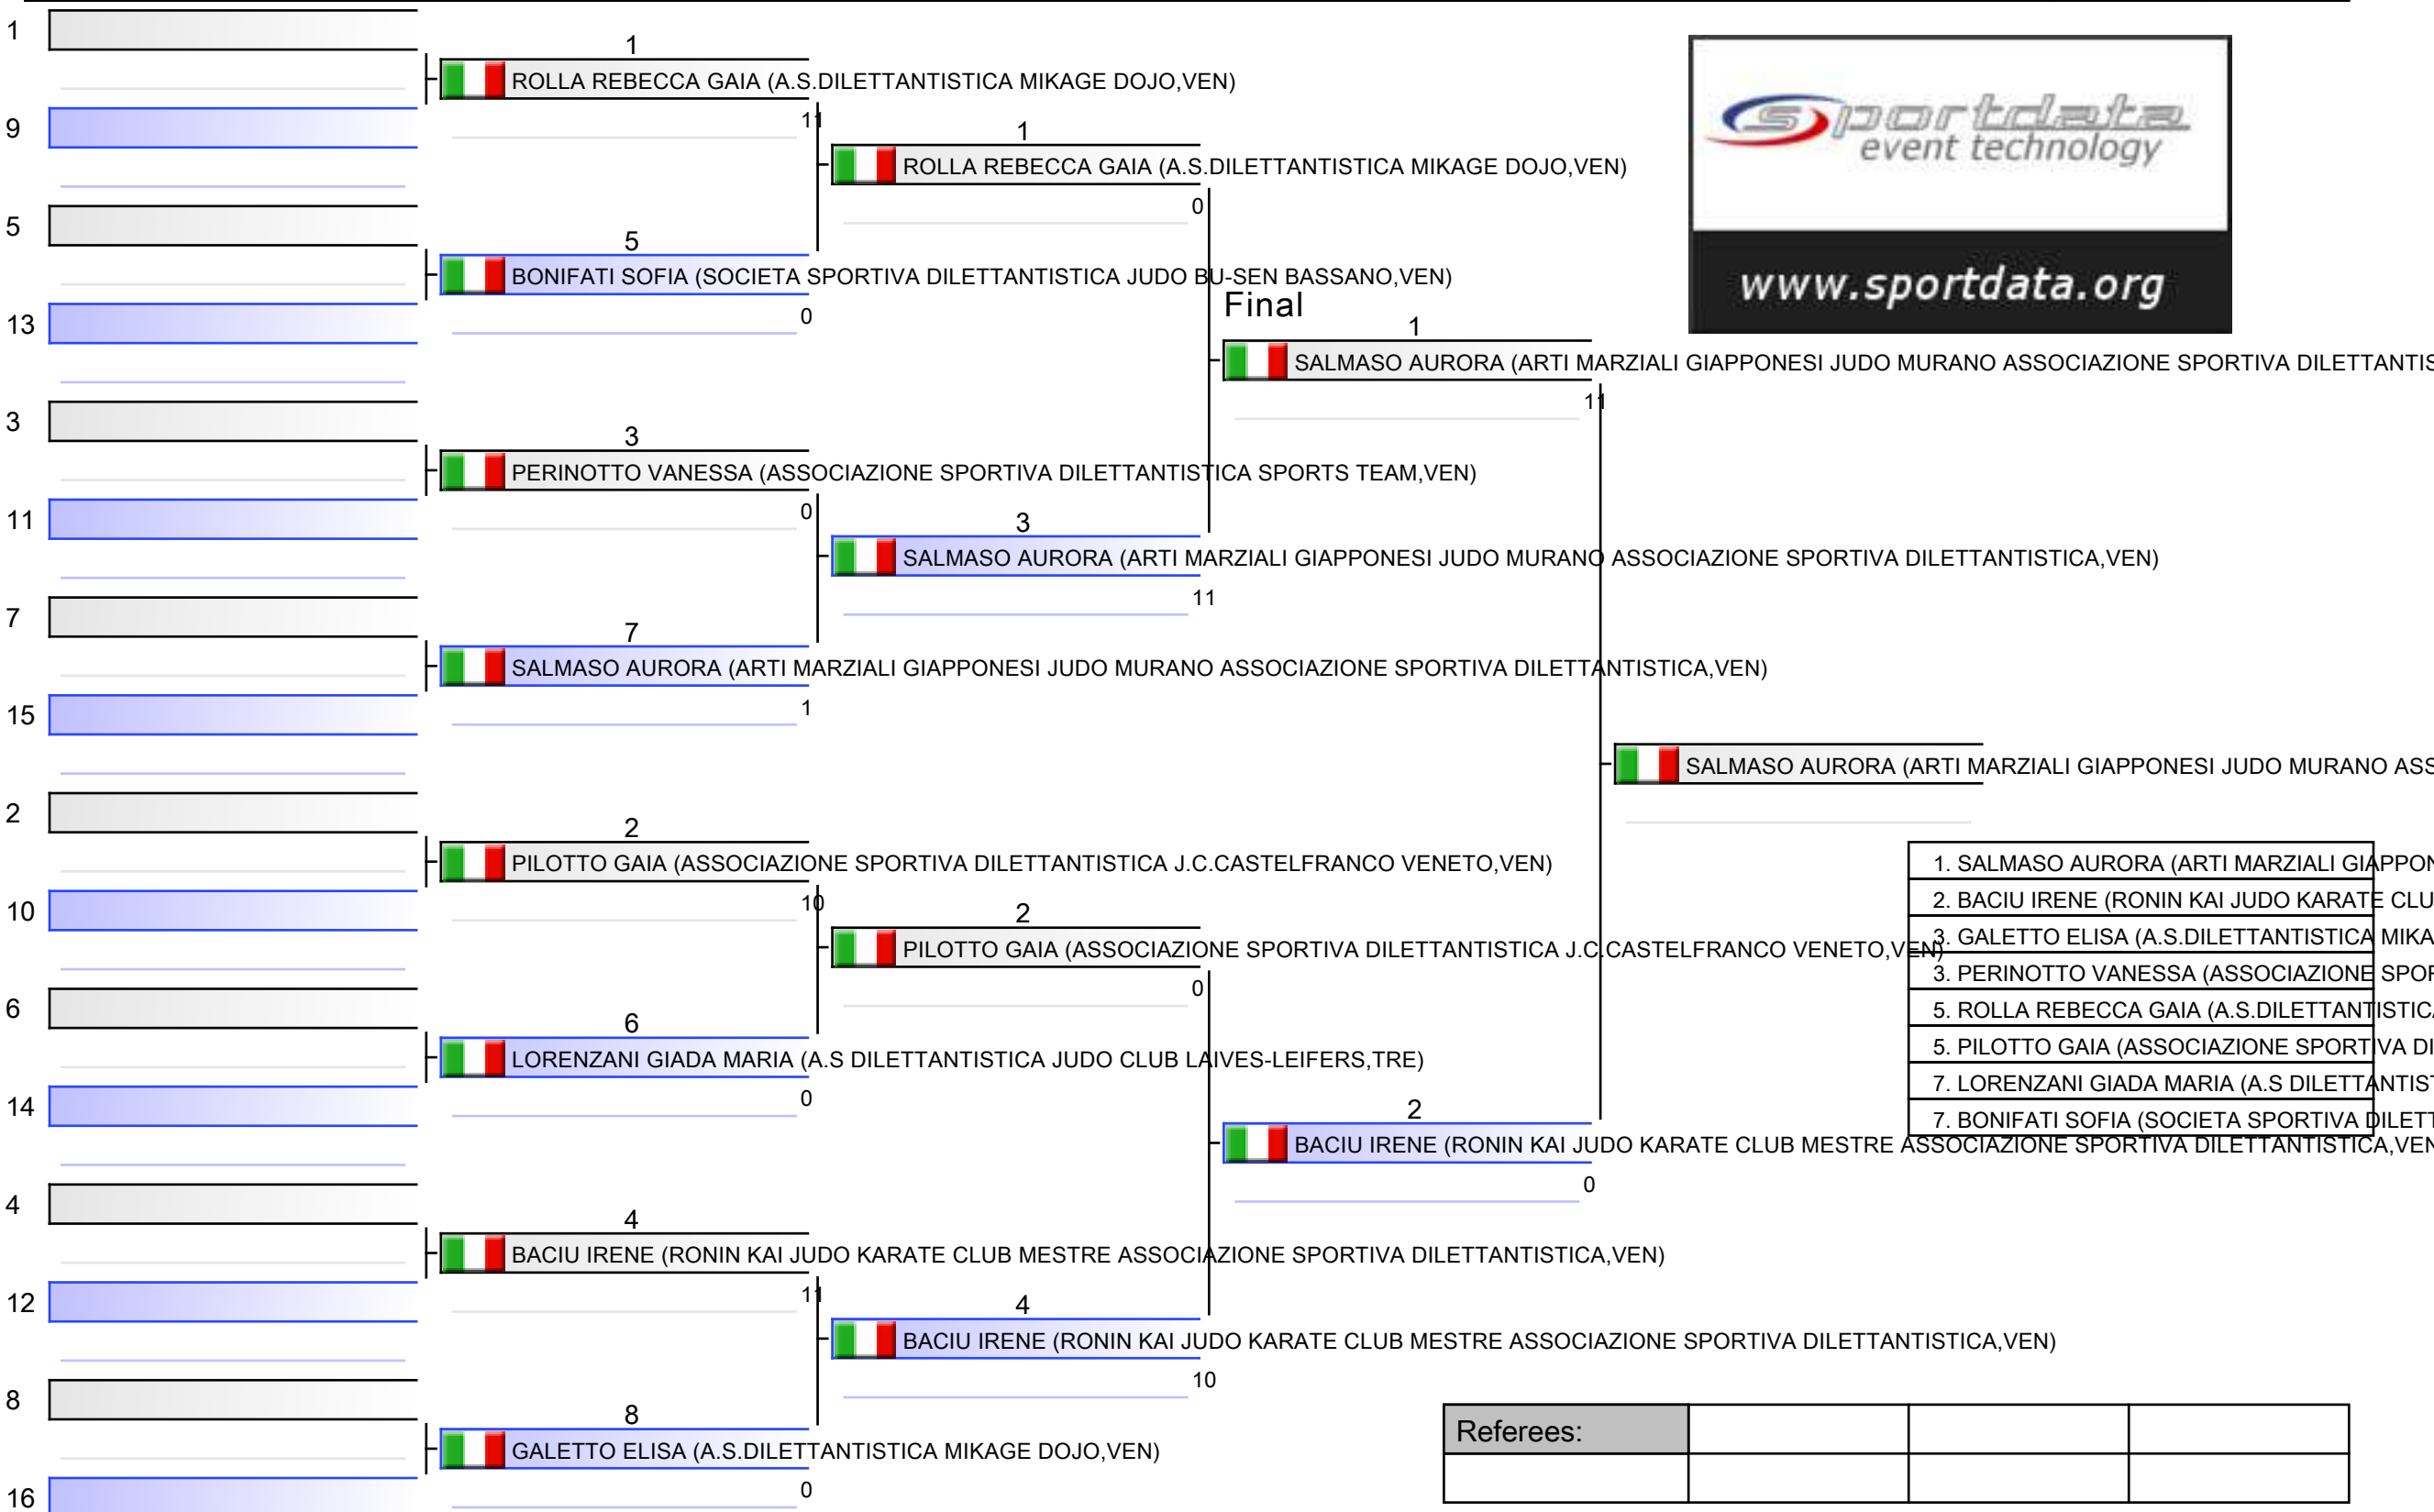 1
9
5
13
3
11
7
15
2
10
6
14
4
12
8
16
1
ROLLA REBECCA GAIA (A.S.DILETTANTISTICA MIKAGE DOJO,VEN)
11
5
BONIFATI SOFIA (SOCIETA SPORTIVA DILETTANTISTICA JUDO BU-SEN BASSANO,VEN)
0
3
PERINOTTO VANESSA (ASSOCIAZIONE SPORTIVA DILETTANTISTICA SPORTS TEAM,VEN)
0
7
SALMASO AURORA (ARTI MARZIALI GIAPPONESI JUDO MURANO ASSOCIAZIONE SPORTIVA DILETTANTISTICA,VEN)
1
2
PILOTTO GAIA (ASSOCIAZIONE SPORTIVA DILETTANTISTICA J.C.CASTELFRANCO VENETO,VEN)
10
6
LORENZANI GIADA MARIA (A.S DILETTANTISTICA JUDO CLUB LAIVES-LEIFERS,TRE)
0
4
BACIU IRENE (RONIN KAI JUDO KARATE CLUB MESTRE ASSOCIAZIONE SPORTIVA DILETTANTISTICA,VEN)
11
8
GALETTO ELISA (A.S.DILETTANTISTICA MIKAGE DOJO,VEN)
0
1
ROLLA REBECCA GAIA (A.S.DILETTANTISTICA MIKAGE DOJO,VEN)
0
3
SALMASO AURORA (ARTI MARZIALI GIAPPONESI JUDO MURANO ASSOCIAZIONE SPORTIVA DILETTANTISTICA,VEN)
11
2
PILOTTO GAIA (ASSOCIAZIONE SPORTIVA DILETTANTISTICA J.C.CASTELFRANCO VENETO,VEN)
0
4
BACIU IRENE (RONIN KAI JUDO KARATE CLUB MESTRE ASSOCIAZIONE SPORTIVA DILETTANTISTICA,VEN)
10
Final
1
SALMASO AURORA (ARTI MARZIALI GIAPPONESI JUDO MURANO ASSOCIAZIONE SPORTIVA DILETTANTIS
11
2
BACIU IRENE (RONIN KAI JUDO KARATE CLUB MESTRE ASSOCIAZIONE SPORTIVA DILETTANTISTICA,VEN
0
SALMASO AURORA (ARTI MARZIALI GIAPPONESI JUDO MURANO ASS
sportdata
event technology
www.sportdata.org
1. SALMASO AURORA (ARTI MARZIALI GIAPPON
2. BACIU IRENE (RONIN KAI JUDO KARATE CLU
3. GALETTO ELISA (A.S.DILETTANTISTICA MIKA
3. PERINOTTO VANESSA (ASSOCIAZIONE SPOR
5. ROLLA REBECCA GAIA (A.S.DILETTANTISTICA
5. PILOTTO GAIA (ASSOCIAZIONE SPORTIVA DI
7. LORENZANI GIADA MARIA (A.S DILETTANTIST
7. BONIFATI SOFIA (SOCIETA SPORTIVA DILETT
Referees: